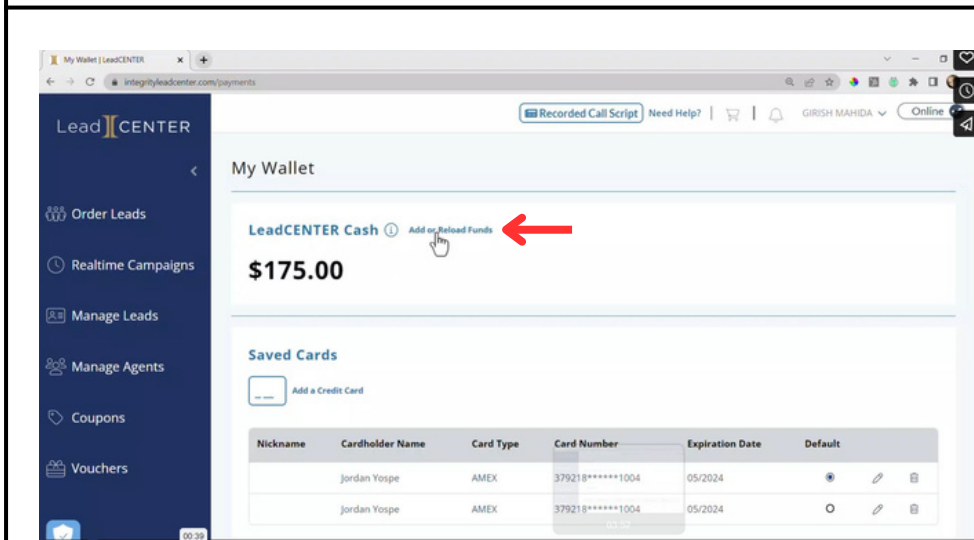 My Wallet | LeadCENTER
integrityleadcenter.com/payments
Recorded Call Script Need Help? GIRISH MAHIDA Online
Lead CENTER
My Wallet
Order Leads
LeadCENTER Cash Add or Reload Funds
$175.00
Realtime Campaigns
Manage Leads
Saved Cards
Manage Agents
Add a Credit Card
Coupons
Nickname Cardholder Name Card Type Card Number Expiration Date Default
Vouchers
Jordan Yospe AMEX 379218******1004 05/2024
Jordan Yospe AMEX 379218******1004 05/2024
00:39